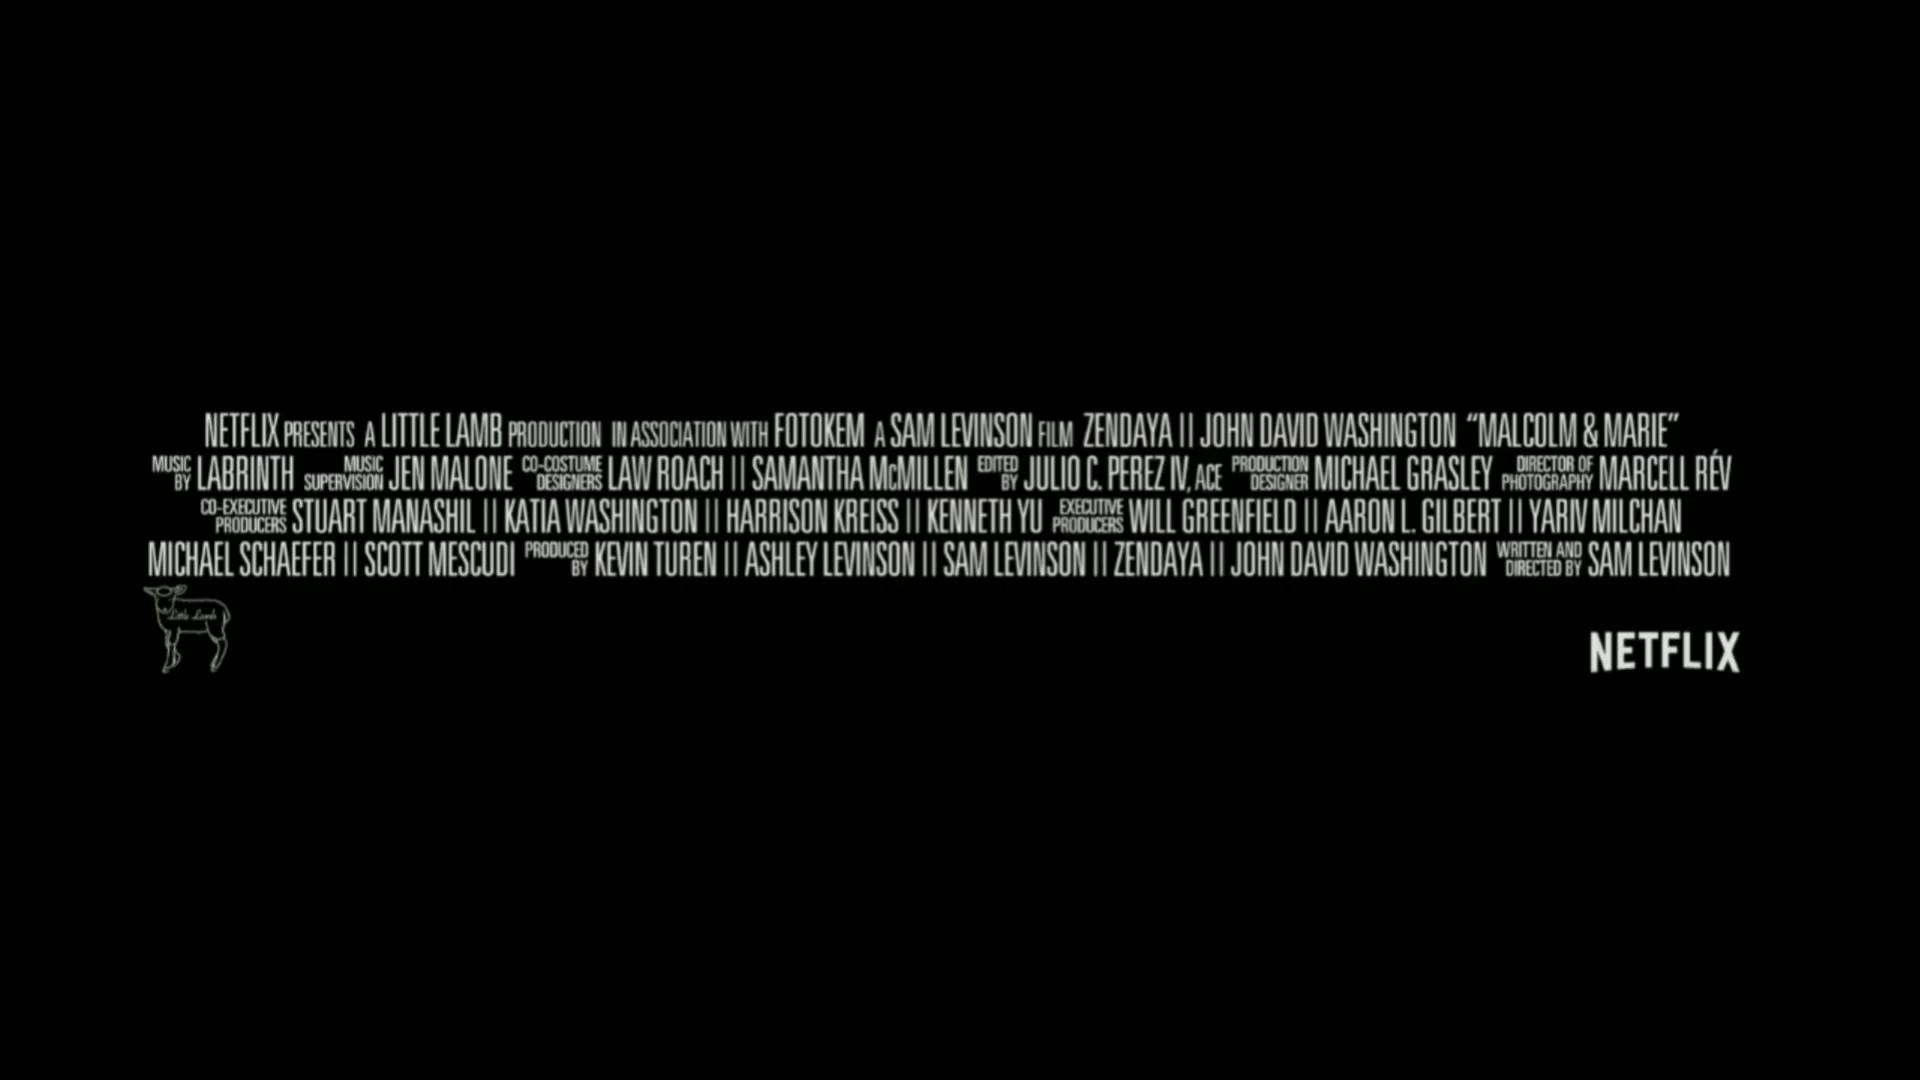 NETFLIX PRESENTS A LITTLE LAMB PRODUCTION IN ASSOCIATION WITH FOTOKEM A SAM LEVINSON FILM ZENDAYA || JOHN DAVID WASHINGTON “MALCOLM & MARIE”
MUSIC BY LABRINTH MUSIC SUPERVISION JEN MALONE CO-COSTUME DESIGNERS LAW ROACH || SAMANTHA McMILLEN EDITED BY JULIO C. PEREZ IV, ACE PRODUCTION DESIGNER MICHAEL GRASLEY DIRECTOR OF PHOTOGRAPHY MARCELL RÉV
CO-EXECUTIVE PRODUCERS STUART MANASHIL || KATIA WASHINGTON || HARRISON KREISS || KENNETH YU EXECUTIVE PRODUCERS WILL GREENFIELD || AARON L. GILBERT || YARIV MILCHAN
MICHAEL SCHAEFER || SCOTT MESCUDI PRODUCED BY KEVIN TUREN || ASHLEY LEVINSON || SAM LEVINSON || ZENDAYA || JOHN DAVID WASHINGTON WRITTEN AND DIRECTED BY SAM LEVINSON
Little Lamb
NETFLIX